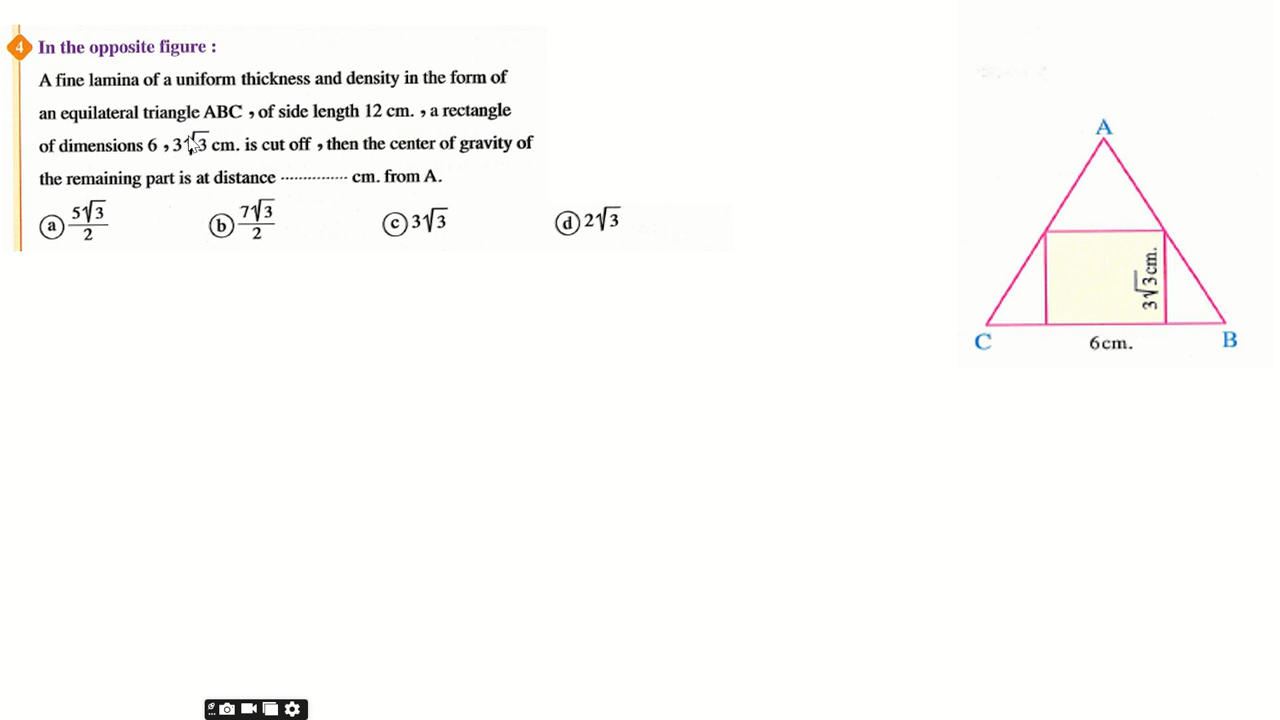 4 In the opposite figure :
A fine lamina of a uniform thickness and density in the form of
an equilateral triangle ABC , of side length 12 cm. , a rectangle
of dimensions 6 , 3√3 cm. is cut off , then the center of gravity of
the remaining part is at distance ··············· cm. from A.
(a) 5√3/2 (b) 7√3/2 (c) 3√3 (d) 2√3
A
3√3 cm.
C
6cm.
B